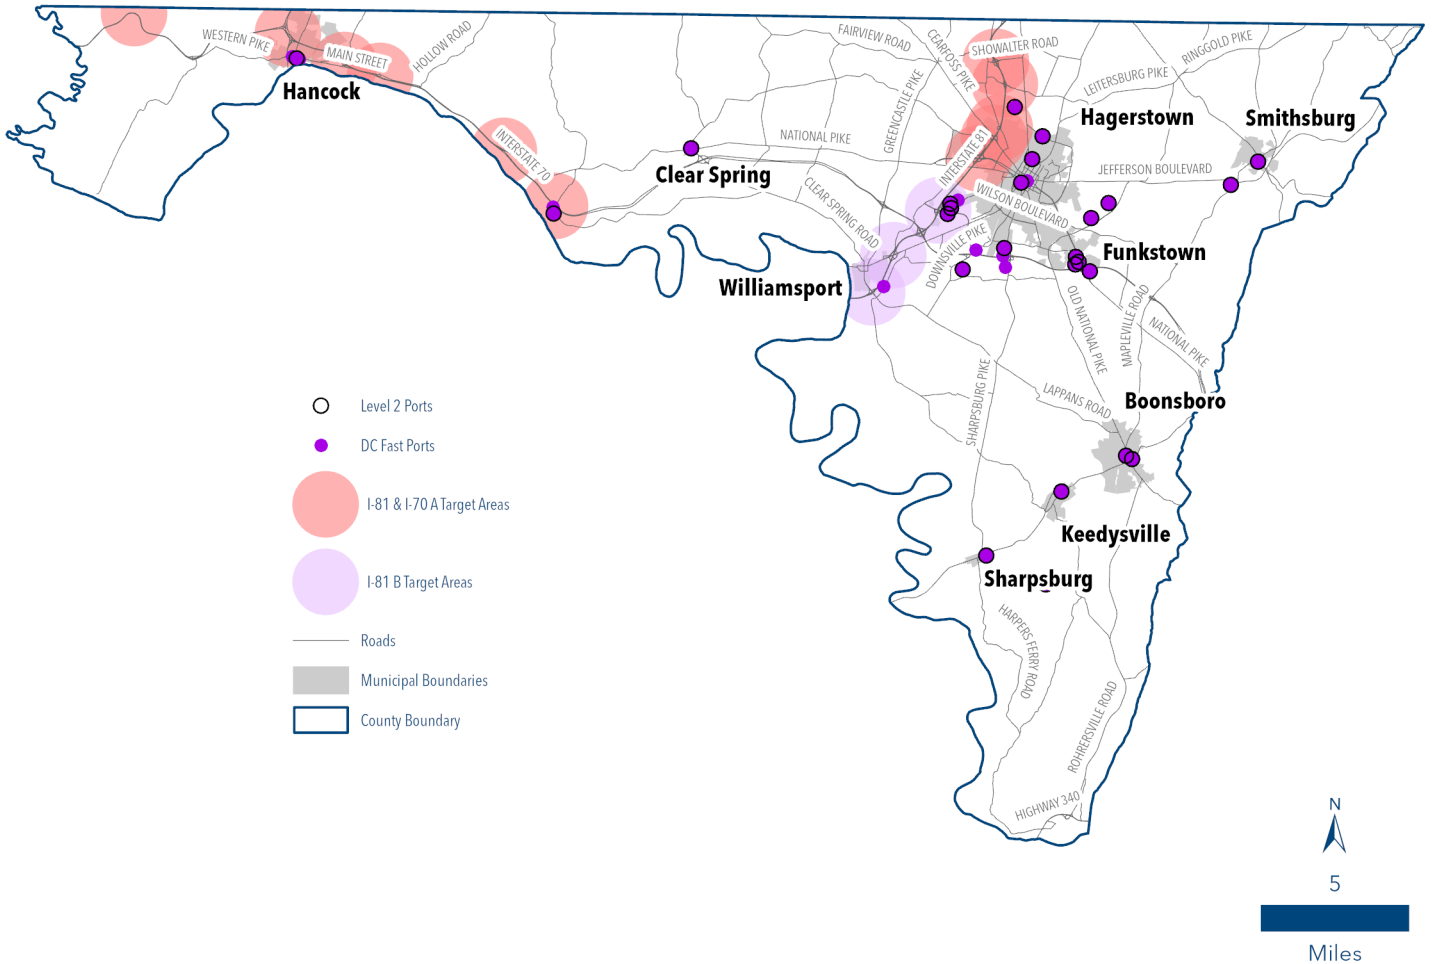 WESTERN PIKE
MAIN STREET
HOLLOW ROAD
Hancock
INTERSTATE 70
Clear Spring
NATIONAL PIKE
CLEAR SPRING ROAD
GREENCASTLE PIKE
FAIRVIEW ROAD
CEARFOSS PIKE
SHOWALTER ROAD
LEITERSBURG PIKE
RINGGOLD PIKE
INTERSTATE 81
Hagerstown
Smithsburg
JEFFERSON BOULEVARD
WILSON BOULEVARD
DOWNSVILLE PIKE
Funkstown
Williamsport
OLD NATIONAL PIKE
MAPLEVILLE ROAD
NATIONAL PIKE
SHARPSBURG PIKE
LAPPANS ROAD
Boonsboro
Keedysville
Sharpsburg
HARPERS FERRY ROAD
ROHRERSVILLE ROAD
HIGHWAY 340
Level 2 Ports
DC Fast Ports
I-81 & I-70 A Target Areas
I-81 B Target Areas
Roads
Municipal Boundaries
County Boundary
N
5
Miles